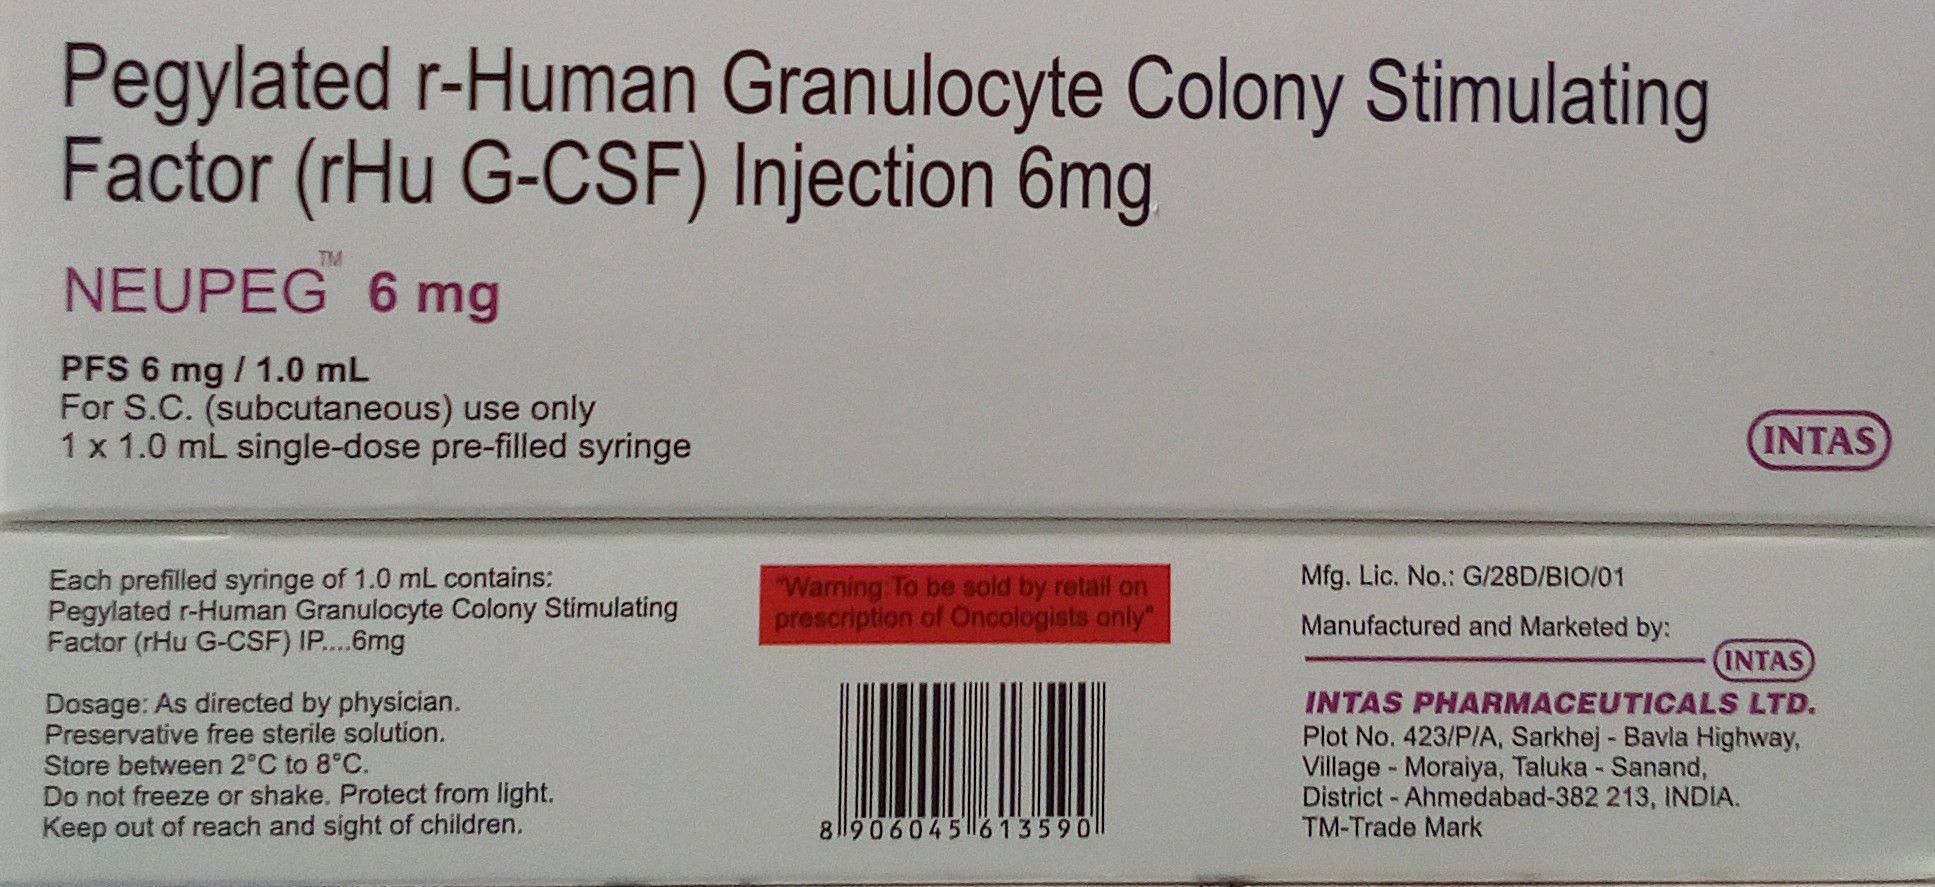 Pegylated r-Human Granulocyte Colony Stimulating
Factor (rHu G-CSF) Injection 6mg
NEUPEG™ 6 mg
PFS 6 mg / 1.0 mL
For S.C. (subcutaneous) use only
1 x 1.0 mL single-dose pre-filled syringe
INTAS
Each prefilled syringe of 1.0 mL contains:
Pegylated r-Human Granulocyte Colony Stimulating
Factor (rHu G-CSF) IP....6mg
Dosage: As directed by physician.
Preservative free sterile solution.
Store between 2°C to 8°C.
Do not freeze or shake. Protect from light.
Keep out of reach and sight of children.
"Warning:To be sold by retail on
prescription of Oncologists only"
8 906045 613590
Mfg. Lic. No.: G/28D/BIO/01
Manufactured and Marketed by:
INTAS
INTAS PHARMACEUTICALS LTD.
Plot No. 423/P/A, Sarkhej - Bavla Highway,
Village - Moraiya, Taluka - Sanand,
District - Ahmedabad-382 213, INDIA.
TM-Trade Mark